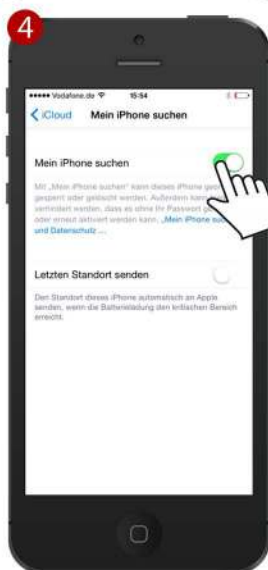 4
Vodafone.de 15:54
iCloud Mein iPhone suchen
Mein iPhone suchen
Mit „Mein iPhone suchen" kann dieses iPhone
gesperrt oder gelöscht werden. Außerdem kann
verhindert werden, dass es ohne Ihr Passwort
oder erneut aktiviert werden kann. „Mein iPhone
und Datenschutz ...
Letzten Standort senden
Den Standort dieses iPhone automatisch an Apple
senden, wenn die Batterieladung den kritischen Bereich
erreicht.